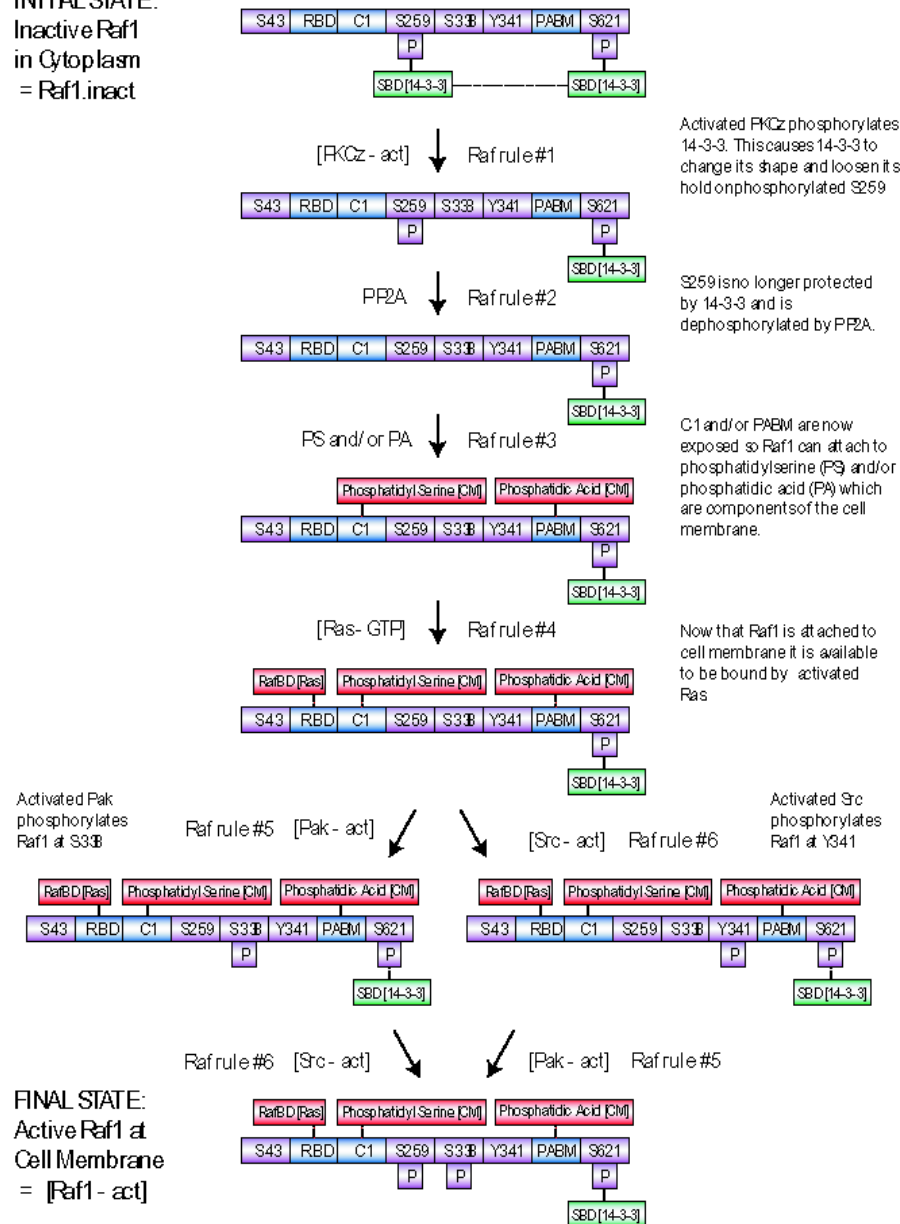 INITIAL STATE:
Inactive Raf1
in Cytoplasm
= Raf1.inact
S43 RBD C1 S259 S338 Y341 PABM S621
P P
SBD[14-3-3] SBD[14-3-3]
[PKCz - act] Raf rule #1
Activated PKCz phosphorylates
14-3-3. This causes 14-3-3 to
change its shape and loosen its
hold on phosphorylated S259
S43 RBD C1 S259 S338 Y341 PABM S621
P P
SBD[14-3-3]
PP2A Raf rule #2
S259 is no longer protected
by 14-3-3 and is
dephosphorylated by PP2A.
S43 RBD C1 S259 S338 Y341 PABM S621
P
SBD[14-3-3]
PS and/or PA Raf rule #3
C1 and/or PABM are now
exposed so Raf1 can attach to
phosphatidylserine (PS) and/or
phosphatidic acid (PA) which
are components of the cell
membrane.
Phosphatidyl Serine [CM] Phosphatidic Acid [CM]
S43 RBD C1 S259 S338 Y341 PABM S621
P
SBD[14-3-3]
[Ras- GTP] Raf rule #4
Now that Raf1 is attached to
cell membrane it is available
to be bound by activated
Ras
RafBD[Ras] Phosphatidyl Serine [CM] Phosphatidic Acid [CM]
S43 RBD C1 S259 S338 Y341 PABM S621
P
SBD[14-3-3]
Activated Pak
phosphorylates
Raf1 at S338
Raf rule #5 [Pak - act]
[Src - act] Raf rule #6
Activated Src
phosphorylates
Raf1 at Y341
RafBD[Ras] Phosphatidyl Serine [CM] Phosphatidic Acid [CM]
S43 RBD C1 S259 S338 Y341 PABM S621
P P
SBD[14-3-3]
RafBD[Ras] Phosphatidyl Serine [CM] Phosphatidic Acid [CM]
S43 RBD C1 S259 S338 Y341 PABM S621
P P
SBD[14-3-3]
Raf rule #6 [Src - act]
[Pak - act] Raf rule #5
FINAL STATE:
Active Raf1 at
Cell Membrane
= [Raf1 - act]
RafBD[Ras] Phosphatidyl Serine [CM] Phosphatidic Acid [CM]
S43 RBD C1 S259 S338 Y341 PABM S621
P P P
SBD[14-3-3]